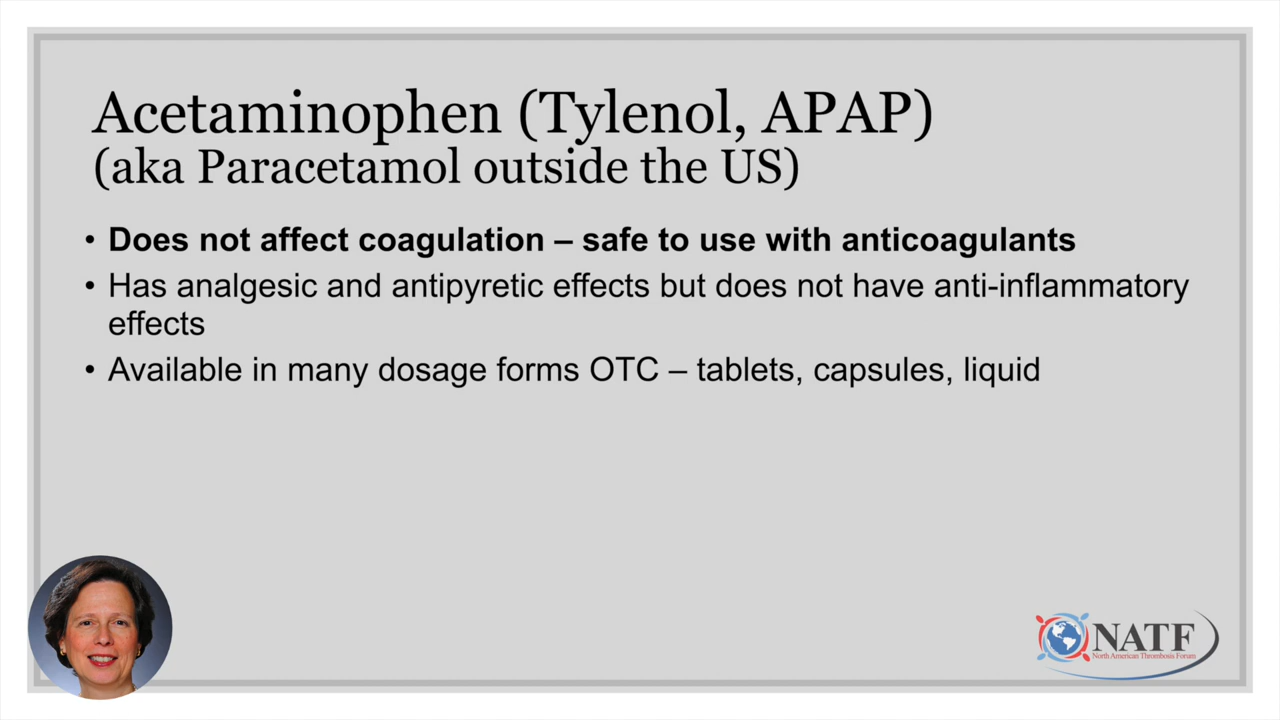 Acetaminophen (Tylenol, APAP)
(aka Paracetamol outside the US)
• Does not affect coagulation – safe to use with anticoagulants
• Has analgesic and antipyretic effects but does not have anti-inflammatory
effects
• Available in many dosage forms OTC – tablets, capsules, liquid
NATF
North American Thrombosis Forum